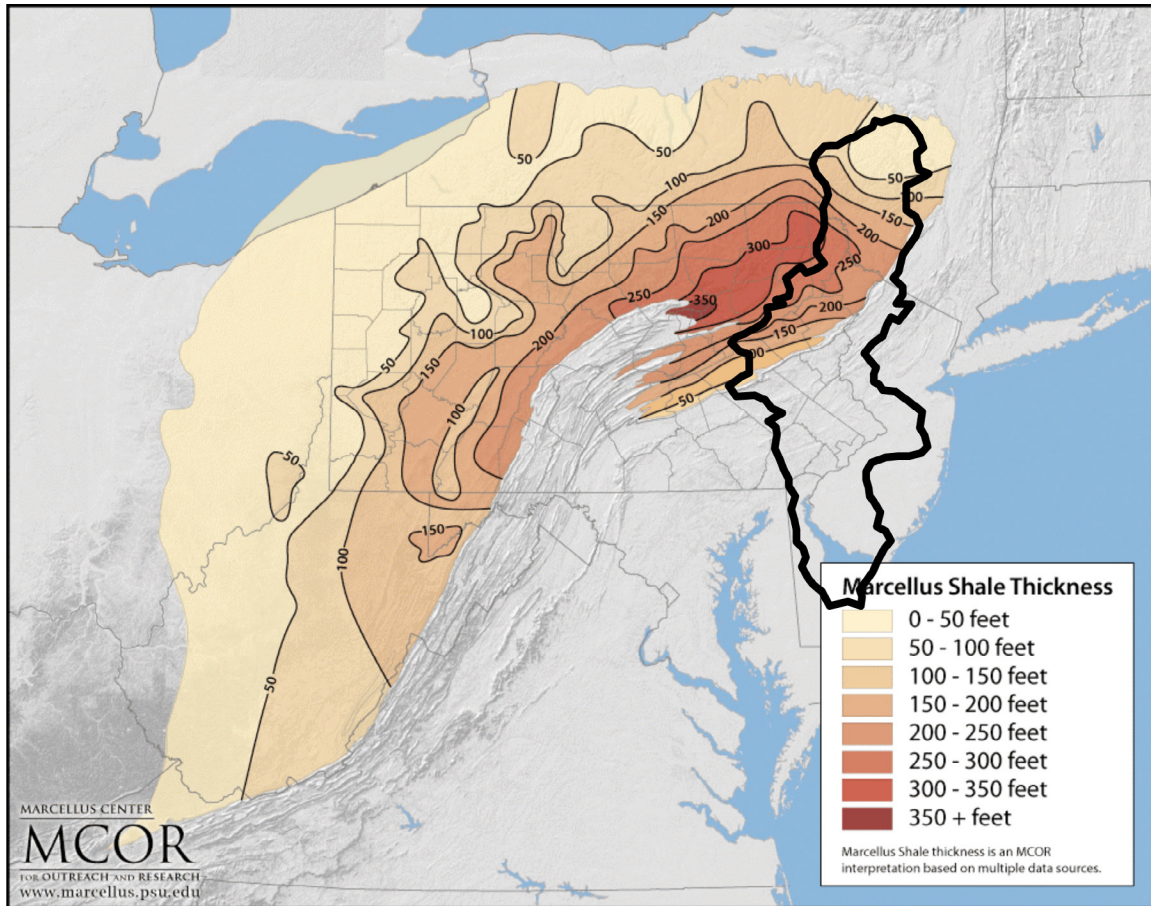 50
50
100
50
100
150
200
150
200
300
250
250
350
200
150
100
200
50
150
50
100
50
150
100
50
Marcellus Shale Thickness
0 - 50 feet
50 - 100 feet
100 - 150 feet
150 - 200 feet
200 - 250 feet
250 - 300 feet
300 - 350 feet
350 + feet
Marcellus Shale thickness is an MCOR
interpretation based on multiple data sources.
MARCELLUS CENTER
MCOR
FOR OUTREACH AND RESEARCH
www.marcellus.psu.edu